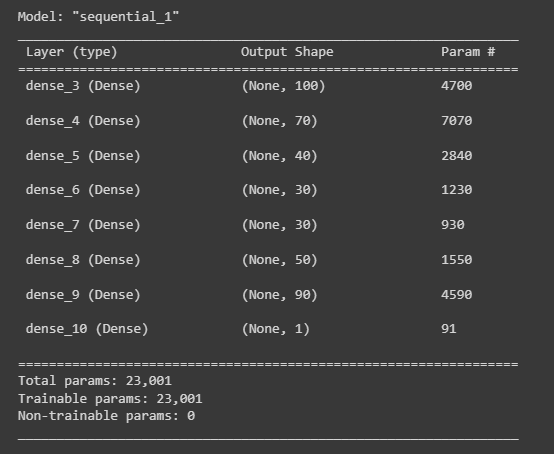 Model: "sequential_1"
Layer (type) Output Shape Param #
dense_3 (Dense) (None, 100) 4700
dense_4 (Dense) (None, 70) 7070
dense_5 (Dense) (None, 40) 2840
dense_6 (Dense) (None, 30) 1230
dense_7 (Dense) (None, 30) 930
dense_8 (Dense) (None, 50) 1550
dense_9 (Dense) (None, 90) 4590
dense_10 (Dense) (None, 1) 91
Total params: 23,001
Trainable params: 23,001
Non-trainable params: 0